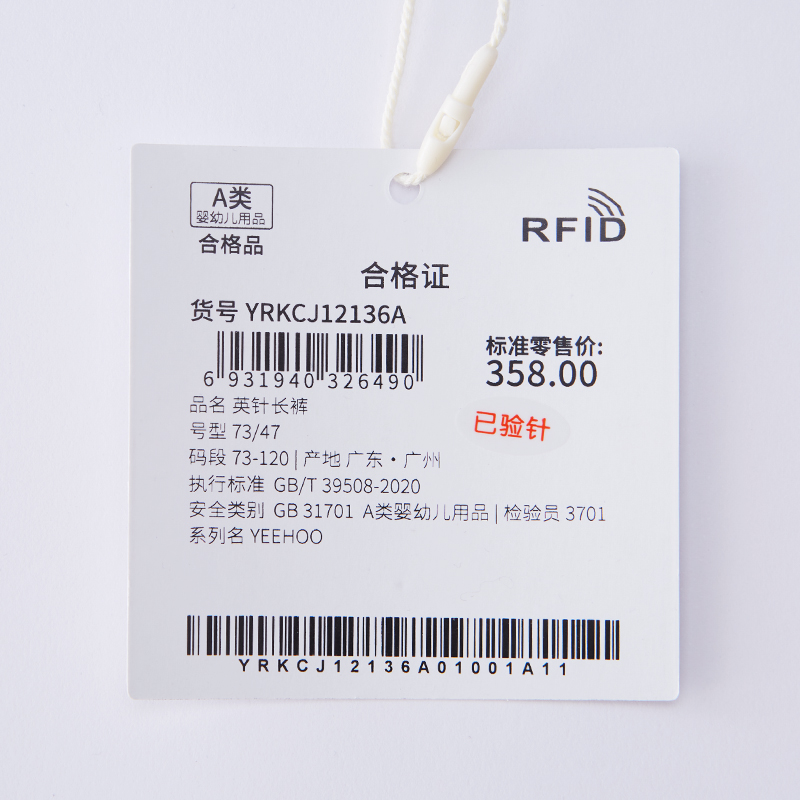 A类
婴幼儿用品
合格品
RFID
合格证
货号 YRKCJ12136A
6 931940 326490
标准零售价:
358.00
已验针
品名 英针长裤
号型 73/47
码段 73-120 | 产地 广东·广州
执行标准 GB/T 39508-2020
安全类别 GB 31701 A类婴幼儿用品 | 检验员 3701
系列名 YEEHOO
YRKCJ12136A01001A11